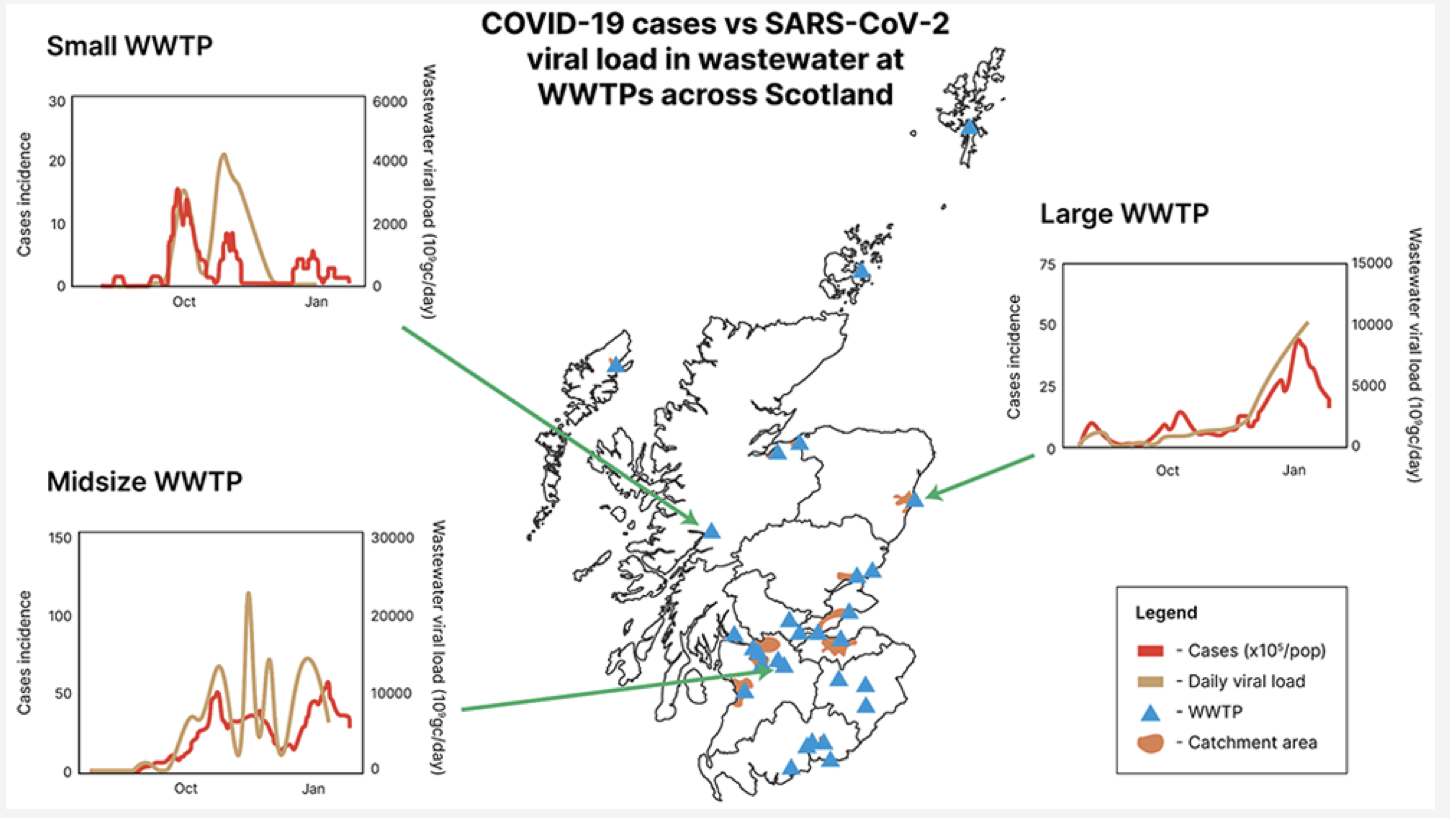 COVID-19 cases vs SARS-CoV-2
viral load in wastewater at
WWTPs across Scotland
Small WWTP
Cases incidence
30
20
10
0
Wastewater viral load (10⁹gc/day)
6000
4000
2000
0
Oct
Jan
Large WWTP
Cases incidence
75
50
25
0
Wastewater viral load (10⁹gc/day)
15000
10000
5000
0
Oct
Jan
Midsize WWTP
Cases incidence
150
100
50
0
Wastewater viral load (10⁹gc/day)
30000
20000
10000
0
Oct
Jan
Legend
- Cases (x10⁵/pop)
- Daily viral load
- WWTP
- Catchment area